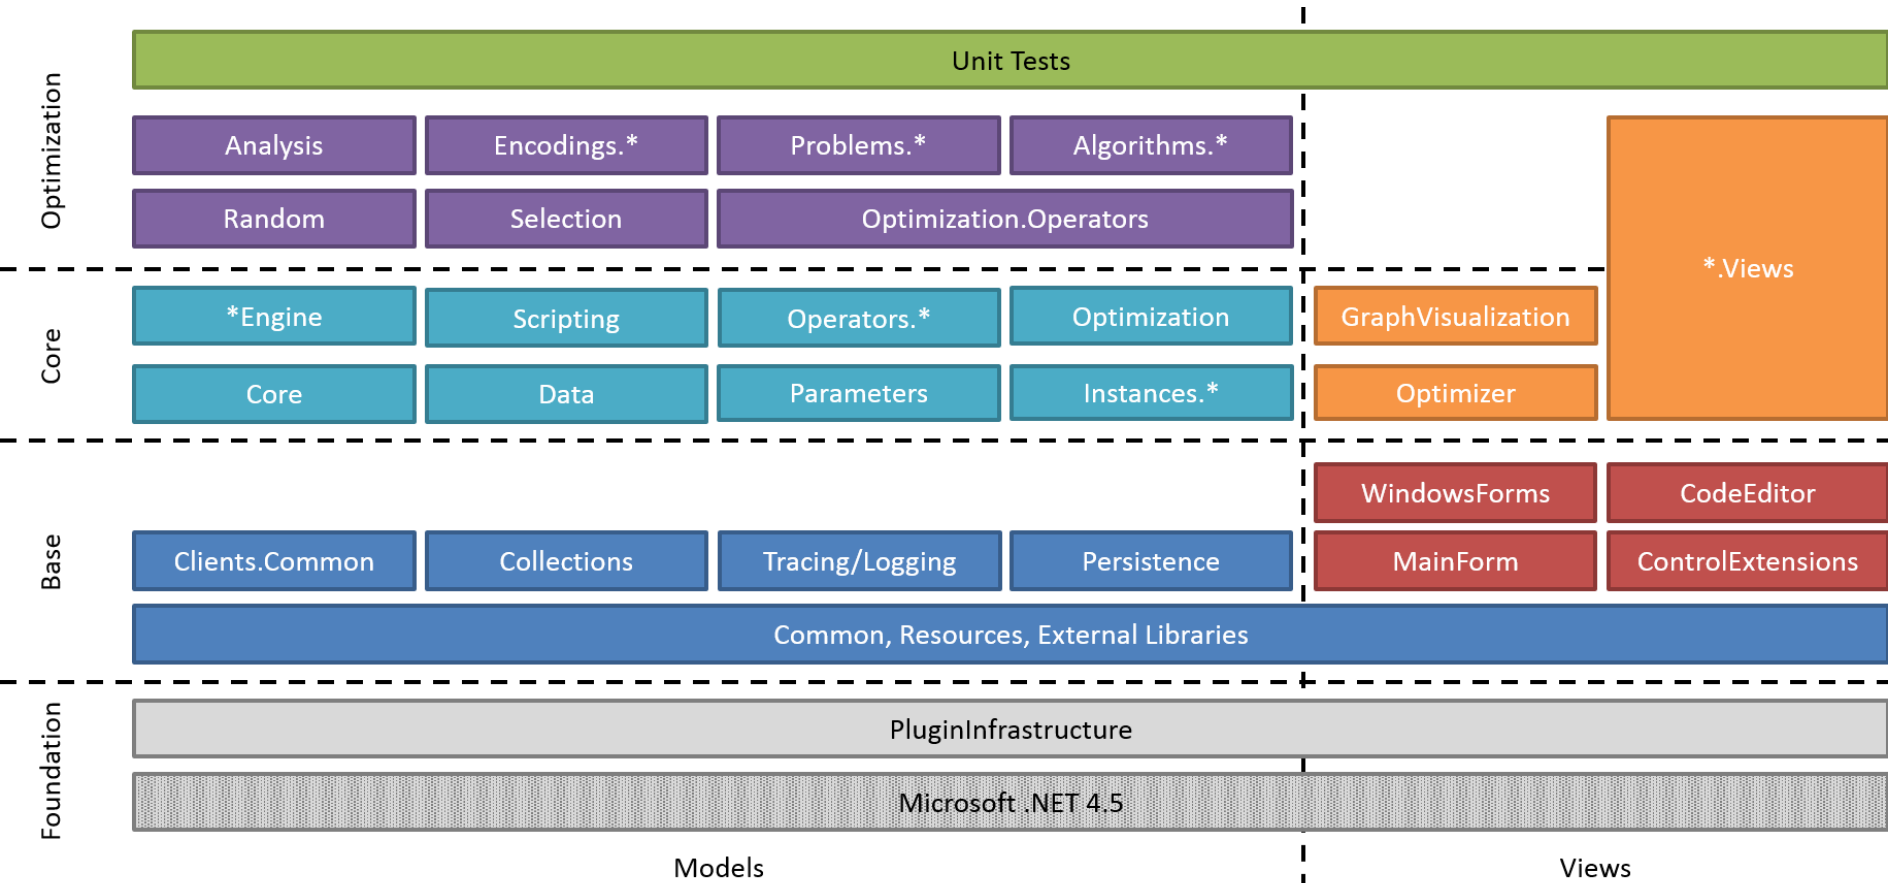 Optimization
Unit Tests
Analysis
Encodings.*
Problems.*
Algorithms.*
Random
Selection
Optimization.Operators
*.Views
Core
*Engine
Scripting
Operators.*
Optimization
GraphVisualization
Core
Data
Parameters
Instances.*
Optimizer
Base
WindowsForms
CodeEditor
Clients.Common
Collections
Tracing/Logging
Persistence
MainForm
ControlExtensions
Common, Resources, External Libraries
Foundation
PluginInfrastructure
Microsoft .NET 4.5
Models
Views